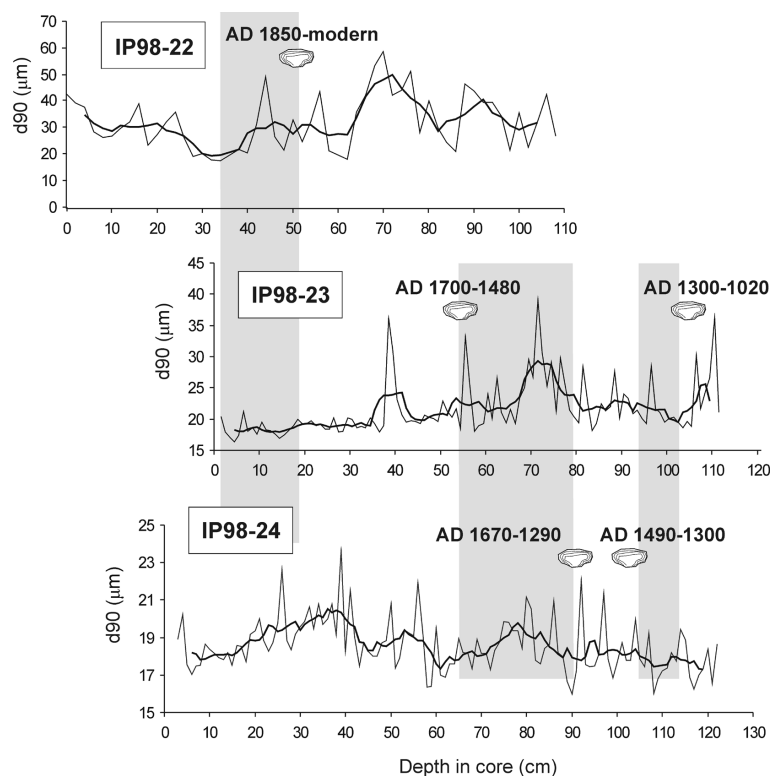 IP98-22
AD 1850-modern
d90 (µm)
70
60
50
40
30
20
10
0
0 10 20 30 40 50 60 70 80 90 100 110
IP98-23
AD 1700-1480
AD 1300-1020
d90 (µm)
45
40
35
30
25
20
15
0 10 20 30 40 50 60 70 80 90 100 110 120
IP98-24
AD 1670-1290
AD 1490-1300
d90 (µm)
25
23
21
19
17
15
0 10 20 30 40 50 60 70 80 90 100 110 120 130
Depth in core (cm)